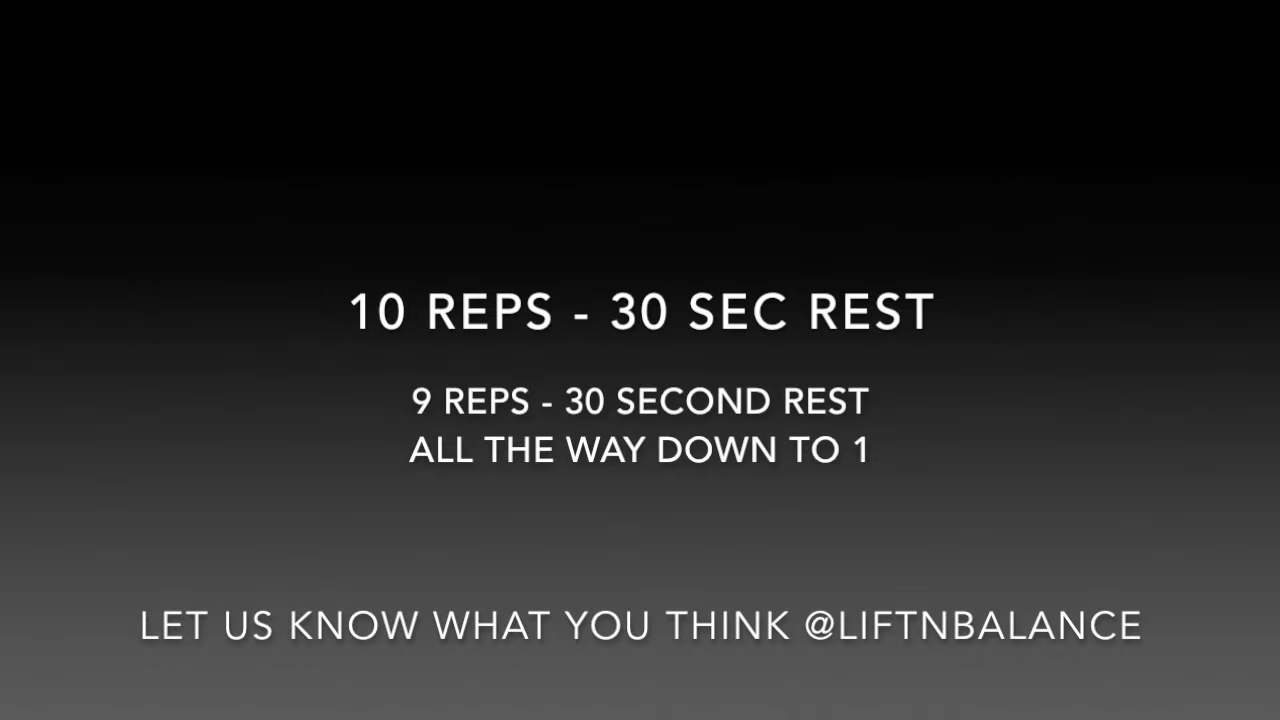 10 REPS - 30 SEC REST
9 REPS - 30 SECOND REST
ALL THE WAY DOWN TO 1
LET US KNOW WHAT YOU THINK @LIFTNBALANCE